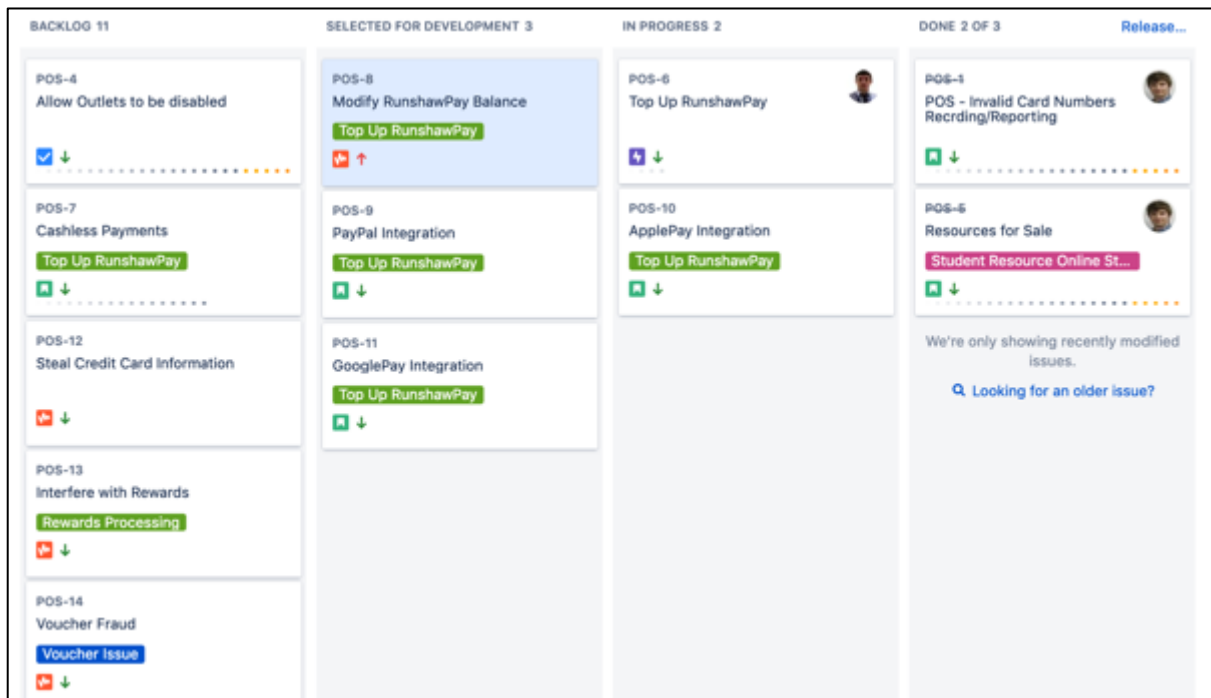 BACKLOG 11
POS-4
Allow Outlets to be disabled
POS-7
Cashless Payments
Top Up RunshawPay
POS-12
Steal Credit Card Information
POS-13
Interfere with Rewards
Rewards Processing
POS-14
Voucher Fraud
Voucher Issue
SELECTED FOR DEVELOPMENT 3
POS-8
Modify RunshawPay Balance
Top Up RunshawPay
POS-9
PayPal Integration
Top Up RunshawPay
POS-11
GooglePay Integration
Top Up RunshawPay
IN PROGRESS 2
POS-6
Top Up RunshawPay
POS-10
ApplePay Integration
Top Up RunshawPay
DONE 2 OF 3
Release...
POS-1
POS - Invalid Card Numbers
Recrding/Reporting
POS-5
Resources for Sale
Student Resource Online St...
We're only showing recently modified
issues.
Looking for an older issue?